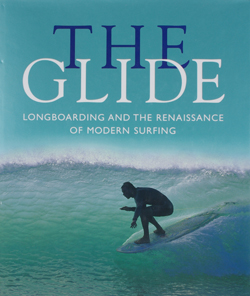 THE
GLIDE
LONGBOARDING AND THE RENAISSANCE
OF MODERN SURFING